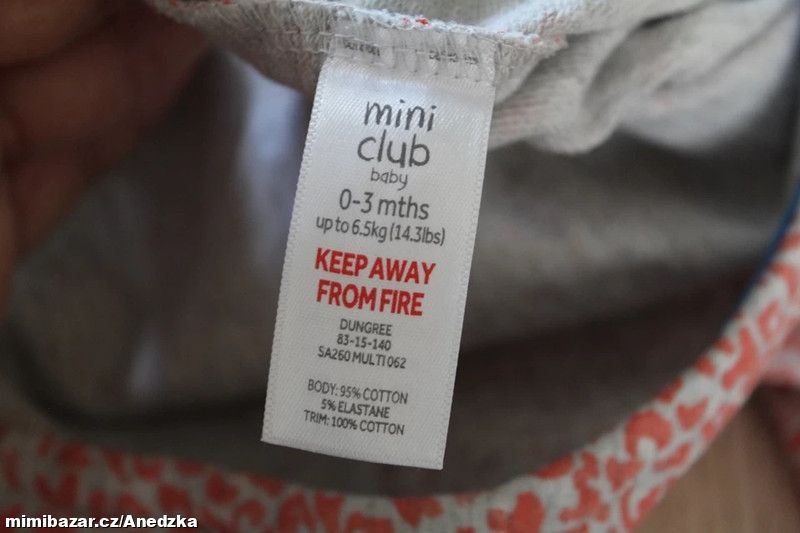 mini
club
baby
0-3 mths
up to 6.5kg (14.3lbs)
KEEP AWAY
FROM FIRE
DUNGREE
83-15-140
SA260 MULTI 062
BODY: 95% COTTON
5% ELASTANE
TRIM: 100% COTTON
mimibazar.cz/Anedzka